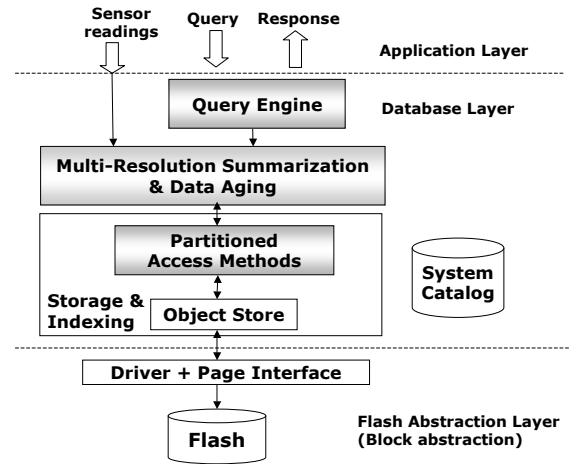 Sensor
readings
Query
Response
Application Layer
Query Engine
Database Layer
Multi-Resolution Summarization
& Data Aging
Partitioned
Access Methods
System
Catalog
Storage &
Indexing
Object Store
Driver + Page Interface
Flash
Flash Abstraction Layer
(Block abstraction)